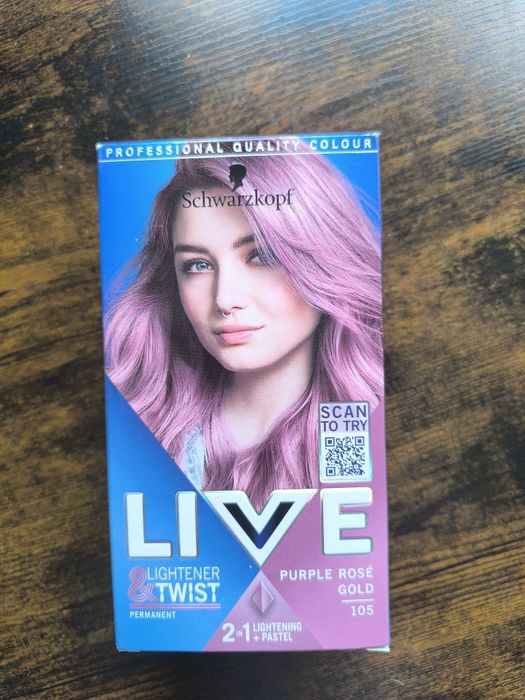 PROFESSIONAL QUALITY COLOUR
Schwarzkopf
SCAN
TO TRY
LIVE
LIGHTENER
& TWIST
PERMANENT
PURPLE ROSÉ
GOLD
105
2 IN 1 LIGHTENING
+ PASTEL